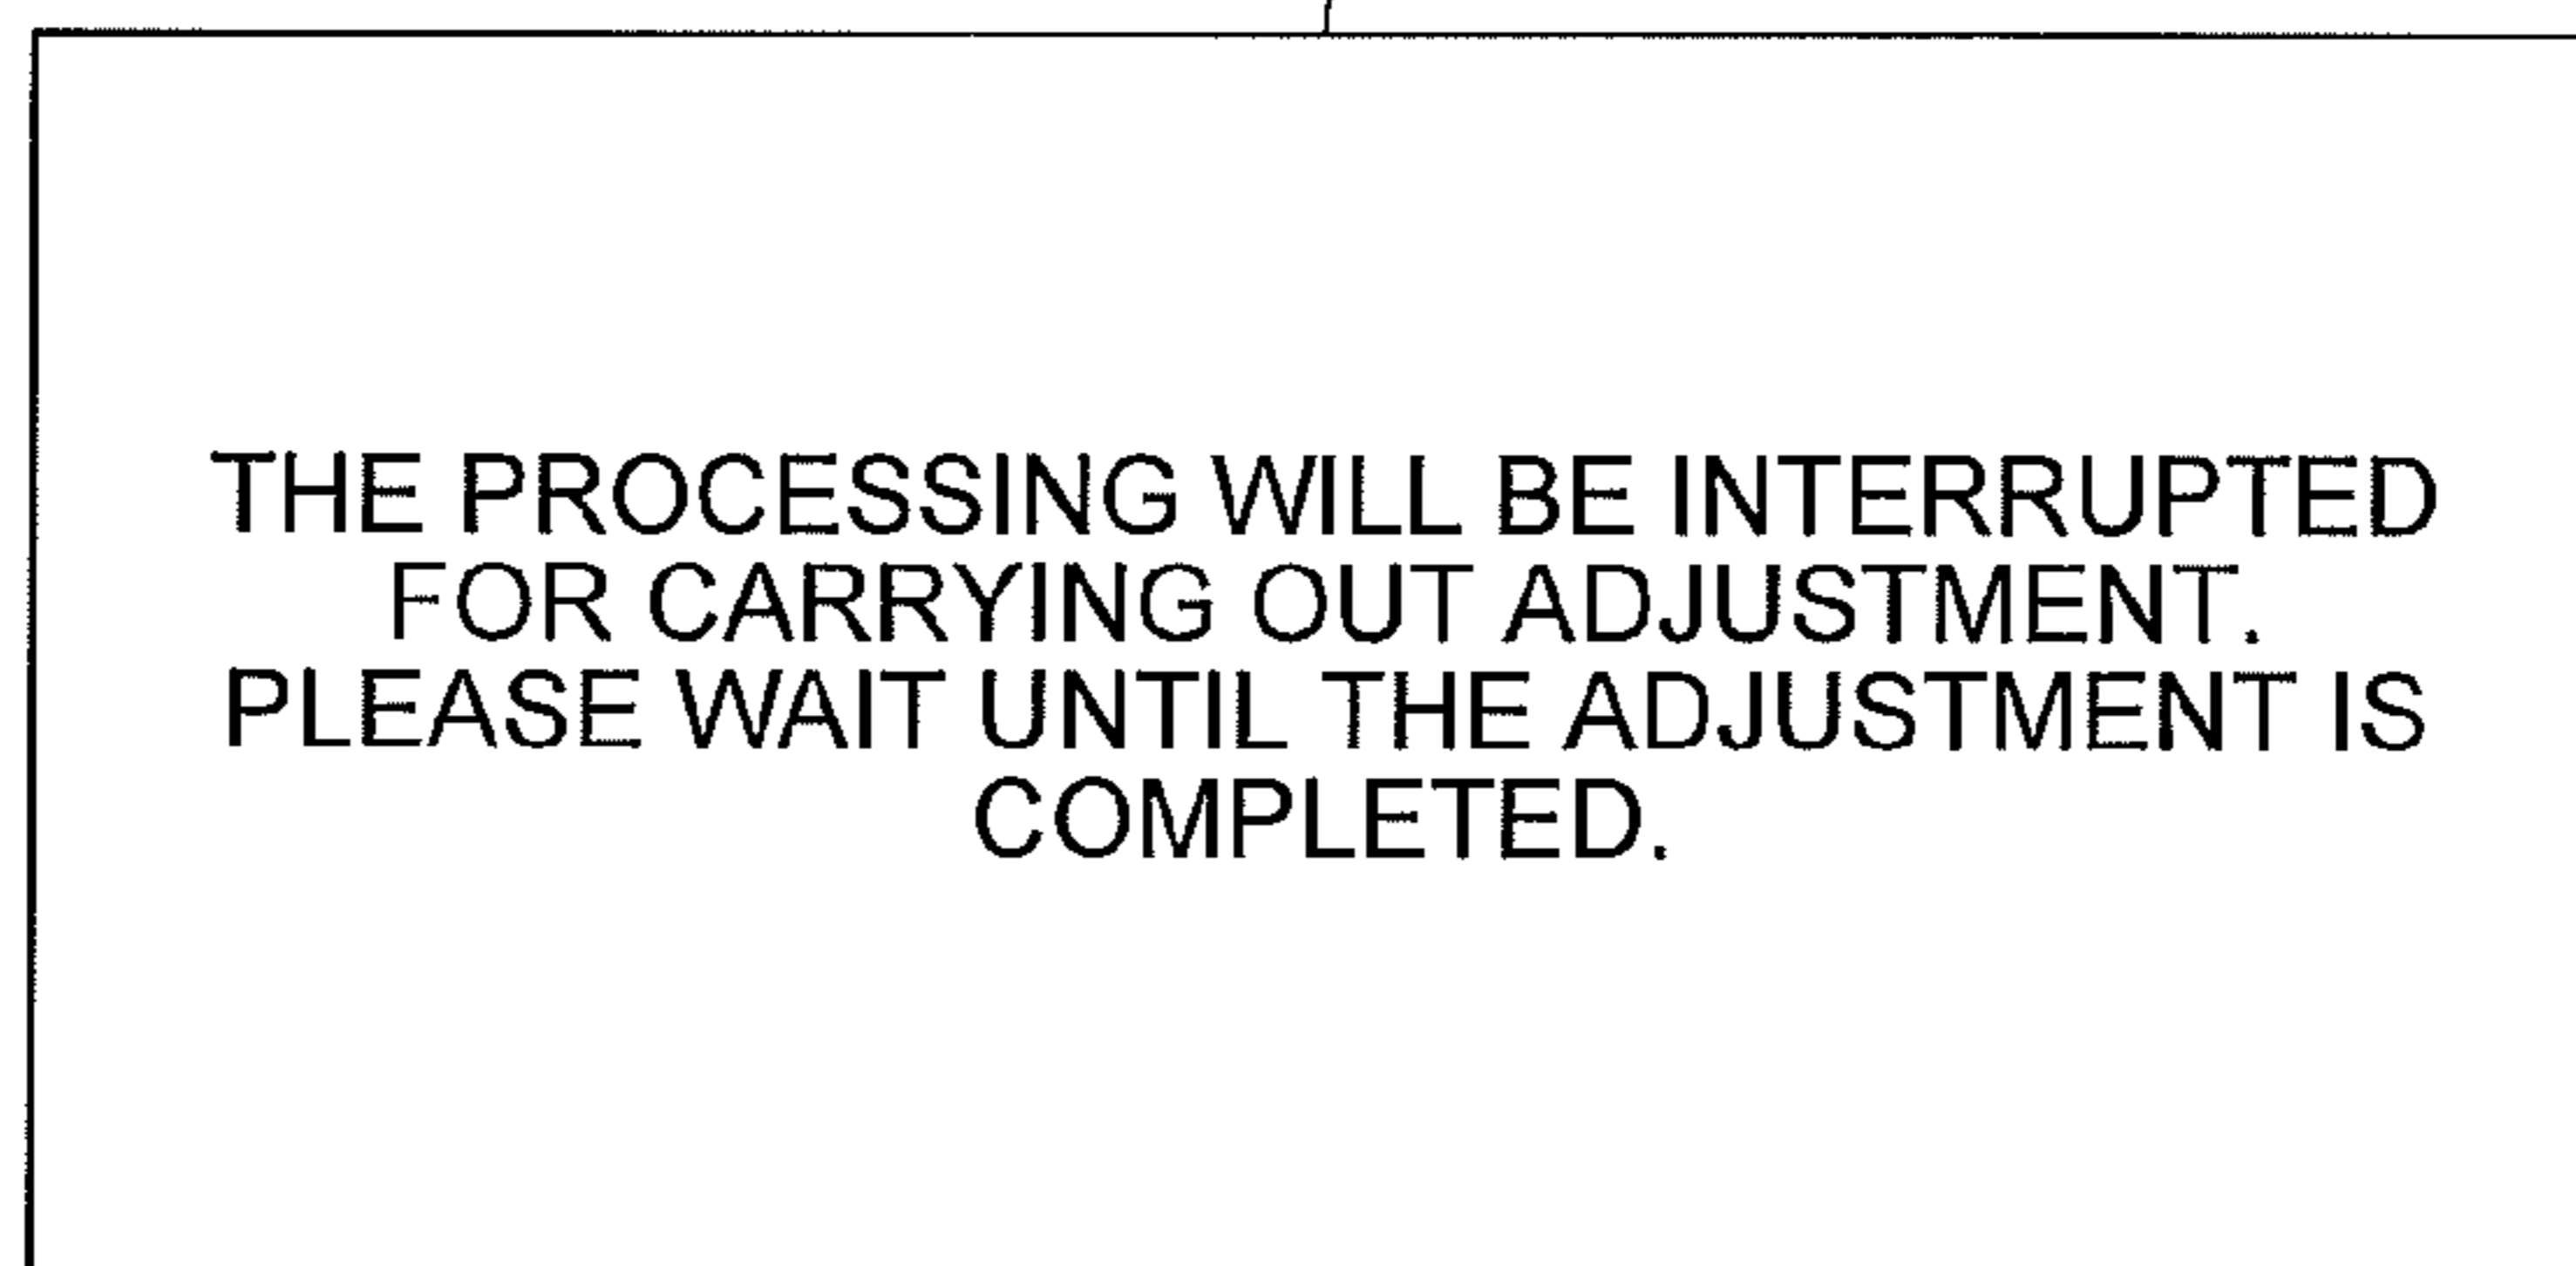 THE PROCESSING WILL BE INTERRUPTED
FOR CARRYING OUT ADJUSTMENT.
PLEASE WAIT UNTIL THE ADJUSTMENT IS
COMPLETED.